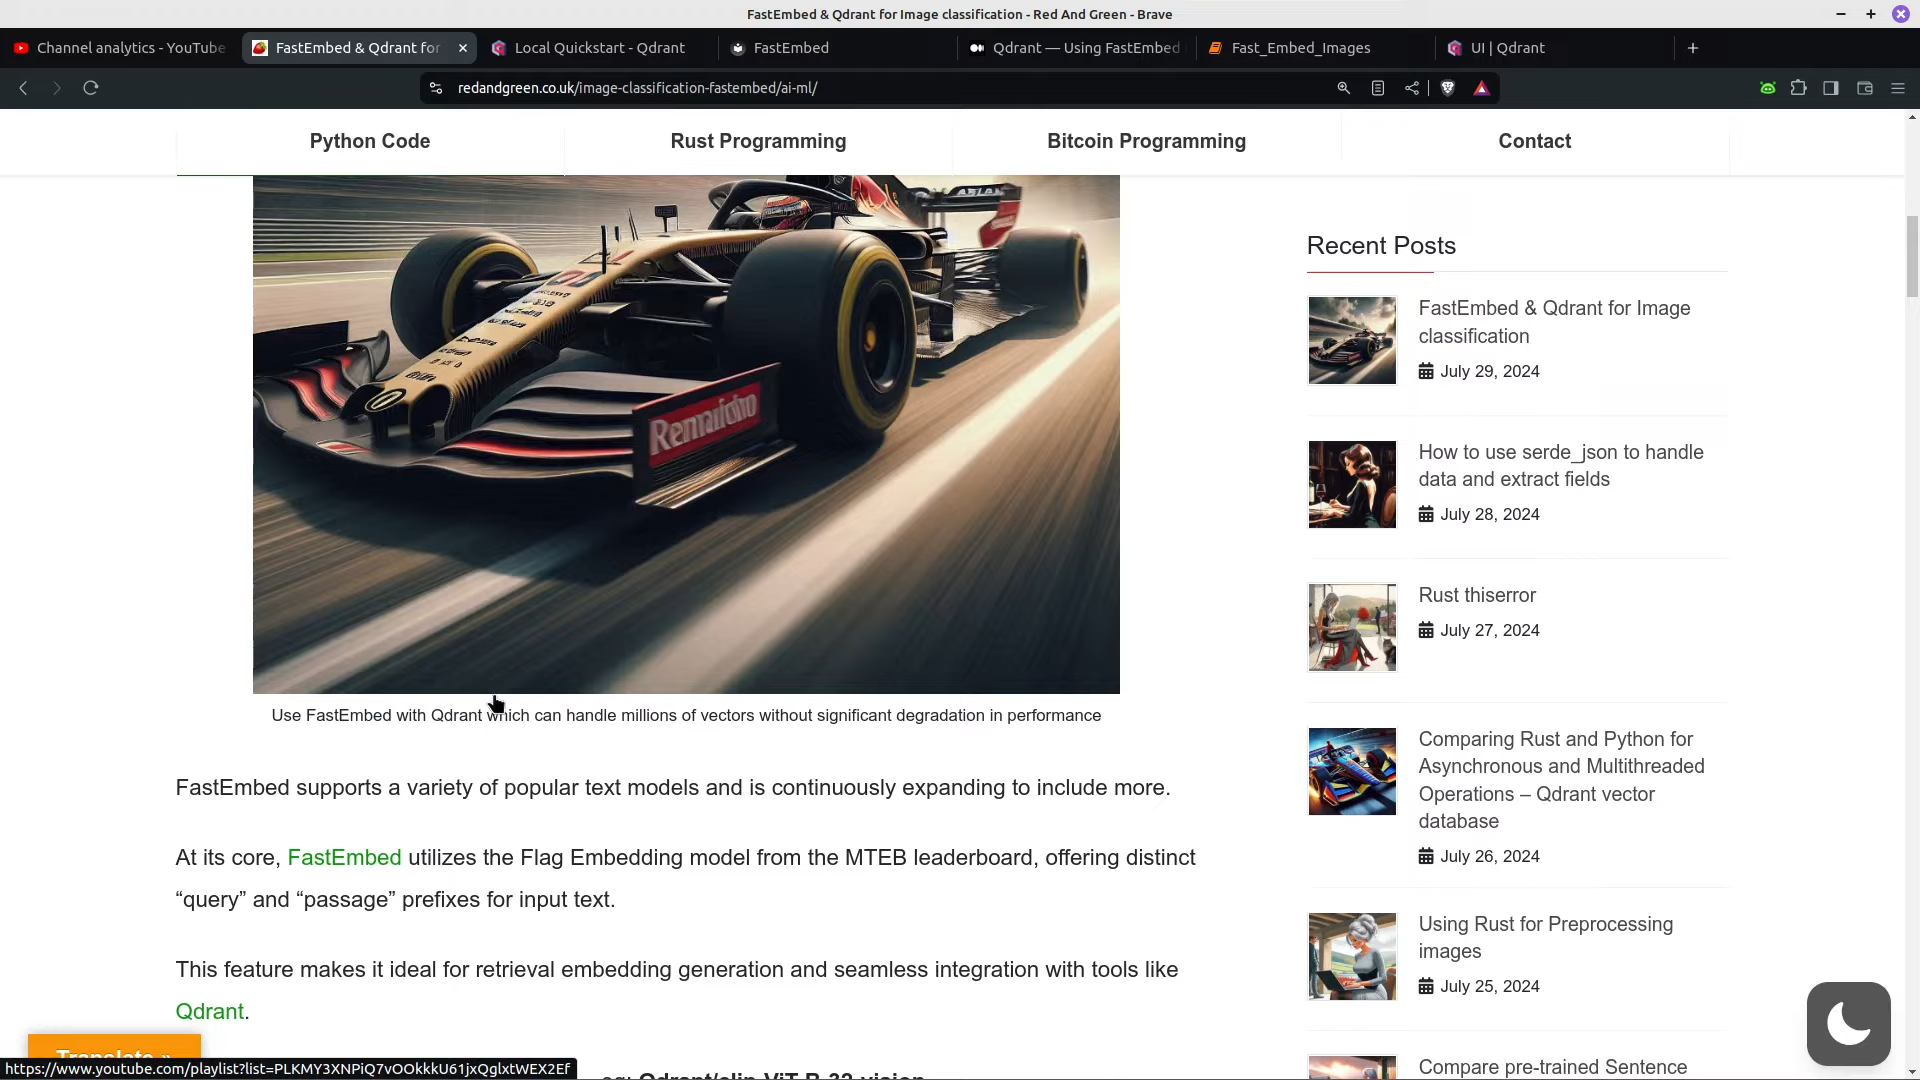 FastEmbed & Qdrant for Image classification - Red And Green - Brave
Channel analytics - YouTube
FastEmbed & Qdrant for
Local Quickstart - Qdrant
FastEmbed
Qdrant — Using FastEmbed
Fast_Embed_Images
UI | Qdrant
redandgreen.co.uk/image-classification-fastembed/ai-ml/
Python Code
Rust Programming
Bitcoin Programming
Contact
Use FastEmbed with Qdrant which can handle millions of vectors without significant degradation in performance
FastEmbed supports a variety of popular text models and is continuously expanding to include more.
At its core, FastEmbed utilizes the Flag Embedding model from the MTEB leaderboard, offering distinct
“query” and “passage” prefixes for input text.
This feature makes it ideal for retrieval embedding generation and seamless integration with tools like
Qdrant.
eg: Qdrant/clip-ViT-B-32-vision
Recent Posts
FastEmbed & Qdrant for Image
classification
July 29, 2024
How to use serde_json to handle
data and extract fields
July 28, 2024
Rust thiserror
July 27, 2024
Comparing Rust and Python for
Asynchronous and Multithreaded
Operations – Qdrant vector
database
July 26, 2024
Using Rust for Preprocessing
images
July 25, 2024
Compare pre-trained Sentence
Translate »
https://www.youtube.com/playlist?list=PLKMY3XNPiQ7vOOkkkU61jxQglxtWEX2Ef